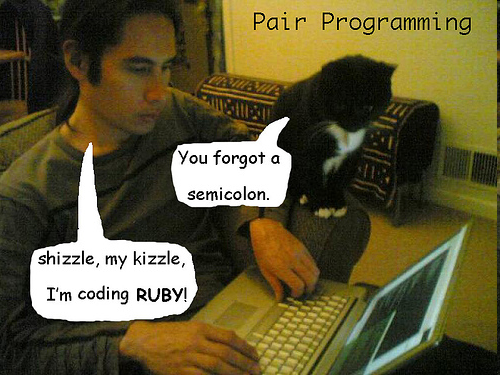 Pair Programming
You forgot a
semicolon.
shizzle, my kizzle,
I'm coding RUBY!